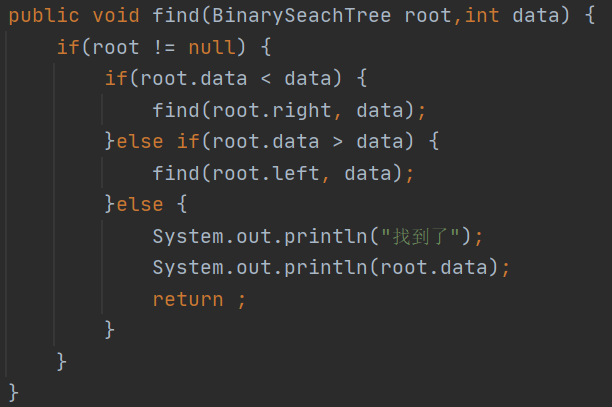 public void find(BinarySeachTree root,int data) {
    if(root != null) {
        if(root.data < data) {
            find(root.right, data);
        }else if(root.data > data) {
            find(root.left, data);
        }else {
            System.out.println("找到了");
            System.out.println(root.data);
            return ;
        }
    }
}